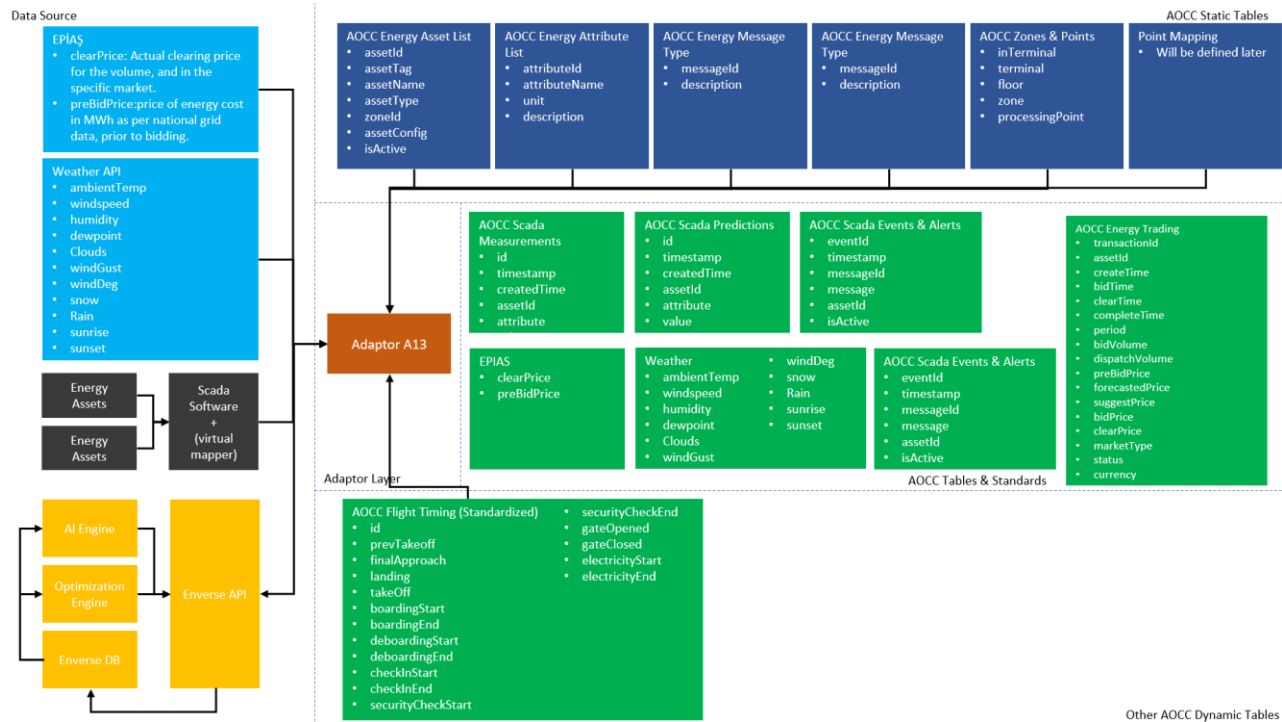 Data Source
EPİAŞ
• clearPrice: Actual clearing price
for the volume, and in the
specific market.
• preBidPrice:price of energy cost
in MWh as per national grid
data, prior to bidding.
Weather API
• ambientTemp
• windspeed
• humidity
• dewpoint
• Clouds
• windGust
• windDeg
• snow
• Rain
• sunrise
• sunset
Energy
Assets
Energy
Assets
Scada
Software
+
(virtual
mapper)
AI Engine
Optimization
Engine
Enverse DB
Enverse API
AOCC Static Tables
AOCC Energy Asset List
• assetId
• assetTag
• assetName
• assetType
• zoneId
• assetConfig
• isActive
AOCC Energy Attribute
List
• attributeId
• attributeName
• unit
• description
AOCC Energy Message
Type
• messageId
• description
AOCC Energy Message
Type
• messageId
• description
AOCC Zones & Points
• inTerminal
• terminal
• floor
• zone
• processingPoint
Point Mapping
• Will be defined later
Adaptor A13
Adaptor Layer
AOCC Scada
Measurements
• id
• timestamp
• createdTime
• assetId
• attribute
AOCC Scada Predictions
• id
• timestamp
• createdTime
• assetId
• attribute
• value
AOCC Scada Events & Alerts
• eventId
• timestamp
• messageId
• message
• assetId
• isActive
EPIAS
• clearPrice
• preBidPrice
Weather
• ambientTemp
• windspeed
• humidity
• dewpoint
• Clouds
• windGust
• windDeg
• snow
• Rain
• sunrise
• sunset
AOCC Scada Events & Alerts
• eventId
• timestamp
• messageId
• message
• assetId
• isActive
AOCC Energy Trading
• transactionId
• assetId
• createTime
• bidTime
• clearTime
• completeTime
• period
• bidVolume
• dispatchVolume
• preBidPrice
• forecastedPrice
• suggestPrice
• bidPrice
• clearPrice
• marketType
• status
• currency
AOCC Tables & Standards
AOCC Flight Timing (Standardized)
• id
• prevTakeoff
• finalApproach
• landing
• takeOff
• boardingStart
• boardingEnd
• deboardingStart
• deboardingEnd
• checkInStart
• checkInEnd
• securityCheckStart
• securityCheckEnd
• gateOpened
• gateClosed
• electricityStart
• electricityEnd
Other AOCC Dynamic Tables